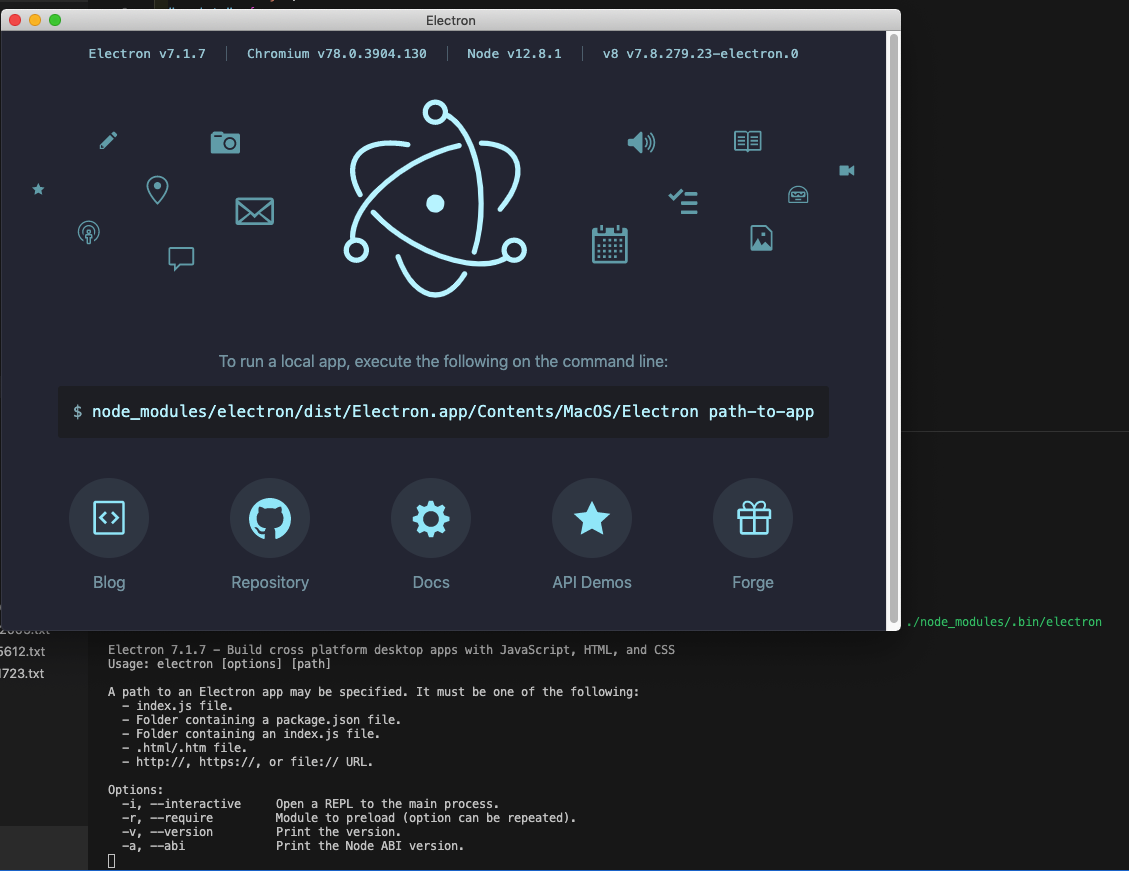 Electron
Electron v7.1.7
Chromium v78.0.3904.130
Node v12.8.1
v8 v7.8.279.23-electron.0
To run a local app, execute the following on the command line:
$ node_modules/electron/dist/Electron.app/Contents/MacOS/Electron path-to-app
Blog
Repository
Docs
API Demos
Forge
./node_modules/.bin/electron
5612.txt
1723.txt
Electron 7.1.7 - Build cross platform desktop apps with JavaScript, HTML, and CSS
Usage: electron [options] [path]
A path to an Electron app may be specified. It must be one of the following:
- index.js file.
- Folder containing a package.json file.
- Folder containing an index.js file.
- .html/.htm file.
- http://, https://, or file:// URL.
Options:
-i, --interactive Open a REPL to the main process.
-r, --require Module to preload (option can be repeated).
-v, --version Print the version.
-a, --abi Print the Node ABI version.